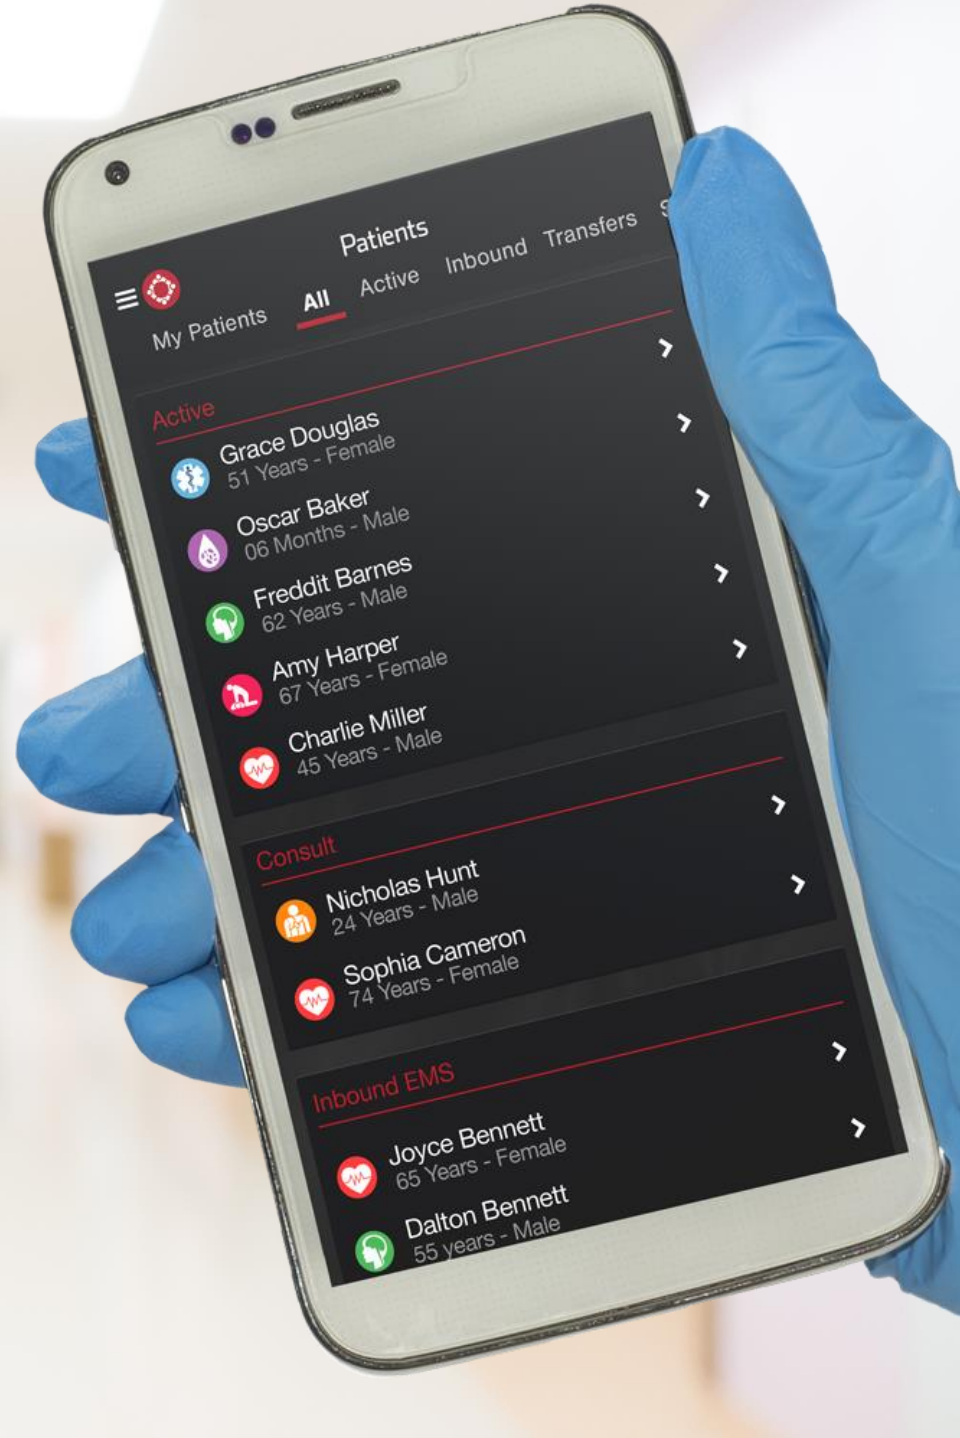 Patients
My Patients All Active Inbound Transfers S
Active
Grace Douglas
51 Years - Female
Oscar Baker
06 Months - Male
Freddit Barnes
62 Years - Male
Amy Harper
67 Years - Female
Charlie Miller
45 Years - Male
Consult
Nicholas Hunt
24 Years - Male
Sophia Cameron
74 Years - Female
Inbound EMS
Joyce Bennett
65 Years - Female
Dalton Bennett
55 years - Male